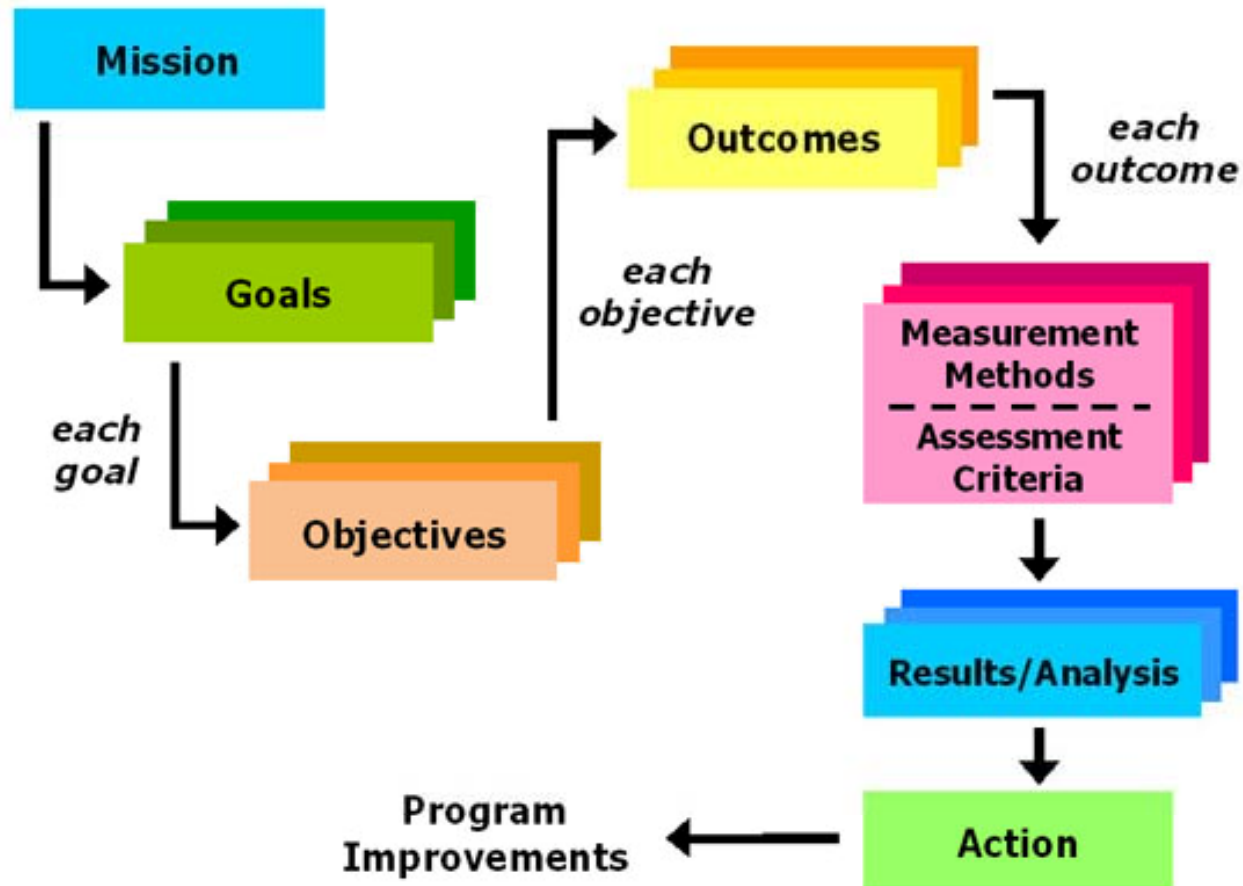 Mission
Goals
each
goal
Objectives
each
objective
Outcomes
each
outcome
Measurement
Methods
Assessment
Criteria
Results/Analysis
Action
Program
Improvements